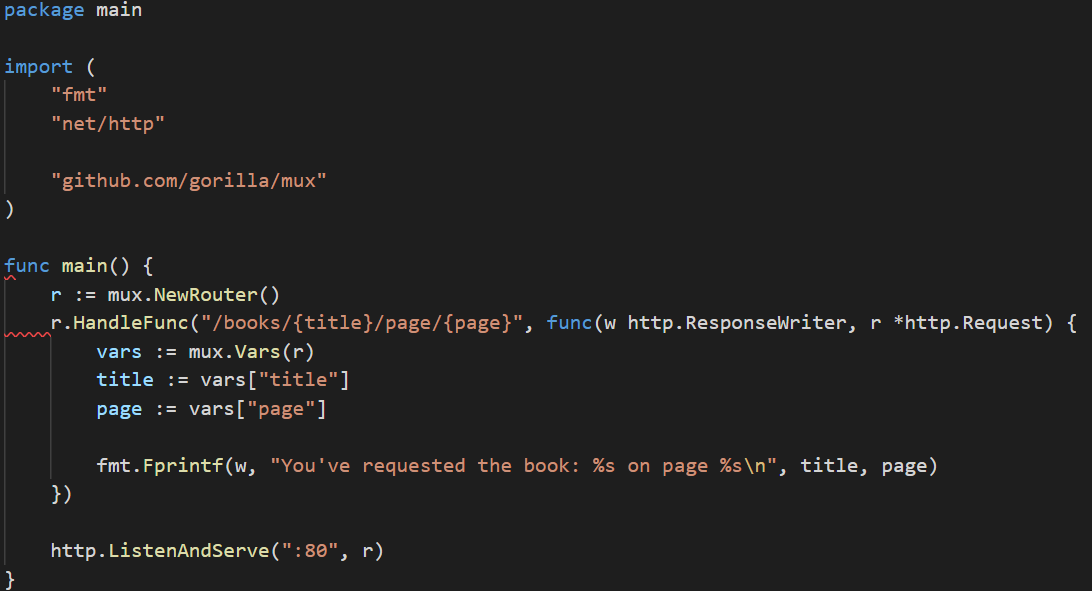 package main
import (
"fmt"
"net/http"
"github.com/gorilla/mux"
)
func main() {
r := mux.NewRouter()
r.HandleFunc("/books/{title}/page/{page}", func(w http.ResponseWriter, r *http.Request) {
vars := mux.Vars(r)
title := vars["title"]
page := vars["page"]
fmt.Fprintf(w, "You've requested the book: %s on page %s\n", title, page)
})
http.ListenAndServe(":80", r)
}